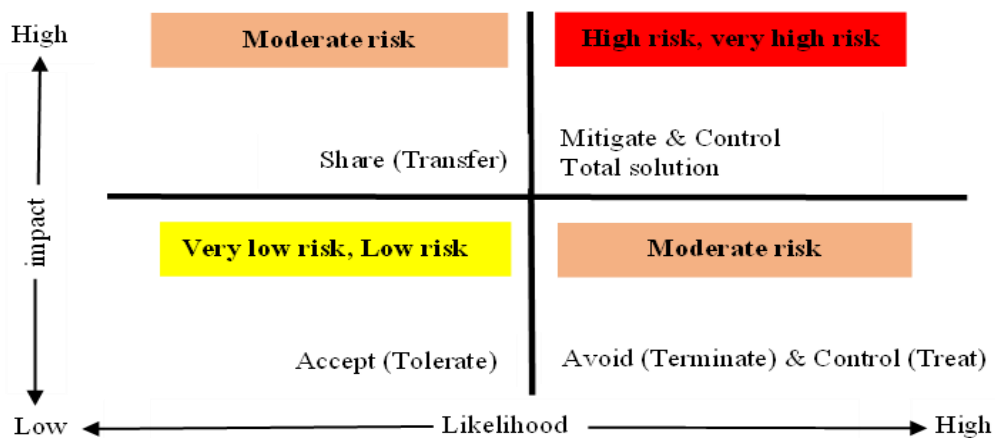 High
Moderate risk
High risk, very high risk
Share (Transfer)
Mitigate & Control
Total solution
impact
Very low risk, Low risk
Moderate risk
Accept (Tolerate)
Avoid (Terminate) & Control (Treat)
Low
Likelihood
High